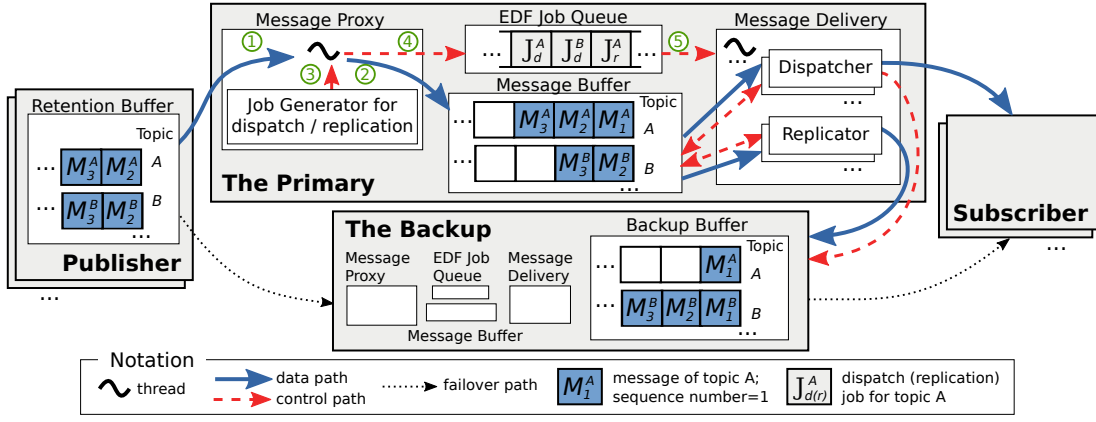 Message Proxy
EDF Job Queue
Message Delivery
① ④ ⑤
③ ②
... J_d^A J_d^B J_r^A ...
...
Job Generator for
dispatch / replication
Message Buffer
Topic
... M_3^A M_2^A M_1^A A
... M_3^B M_2^B B
...
Dispatcher
...
Replicator
...
The Primary
Retention Buffer
Topic
... M_3^A M_2^A A
... M_3^B M_2^B B
...
Publisher
...
Subscriber
...
The Backup
Message
Proxy
EDF Job
Queue
Message
Delivery
Message Buffer
Backup Buffer
Topic
... M_1^A A
... M_3^B M_2^B M_1^B B
...
Notation
thread
data path
control path
failover path
M_1^A message of topic A;
sequence number=1
J_d(r)^A dispatch (replication)
job for topic A